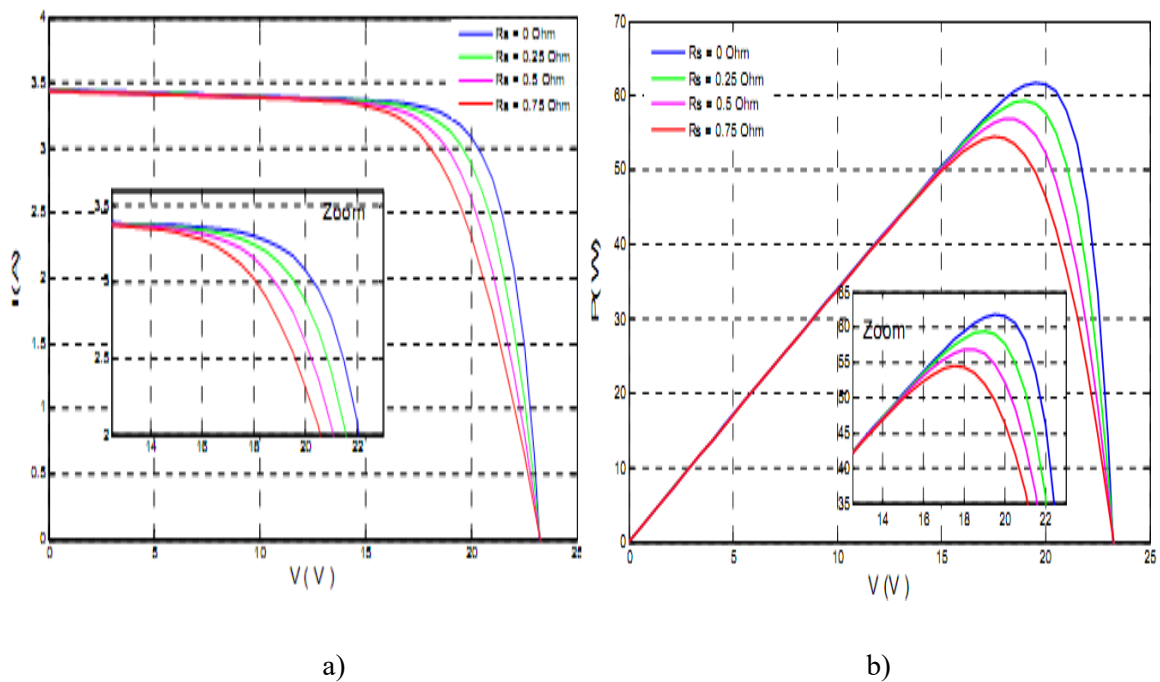 4
3.5
3
2.5
2
1.5
1
0.5
0
0 5 10 15 20 25
I(A)
V (V)
Rs = 0 Ohm
Rs = 0.25 Ohm
Rs = 0.5 Ohm
Rs = 0.75 Ohm
Zoom
3.5
3
2.5
2
14 16 18 20 22
a)
70
60
50
40
30
20
10
0
0 5 10 15 20 25
P(W)
V (V)
Rs = 0 Ohm
Rs = 0.25 Ohm
Rs = 0.5 Ohm
Rs = 0.75 Ohm
Zoom
65
60
55
50
45
40
35
14 16 18 20 22
b)